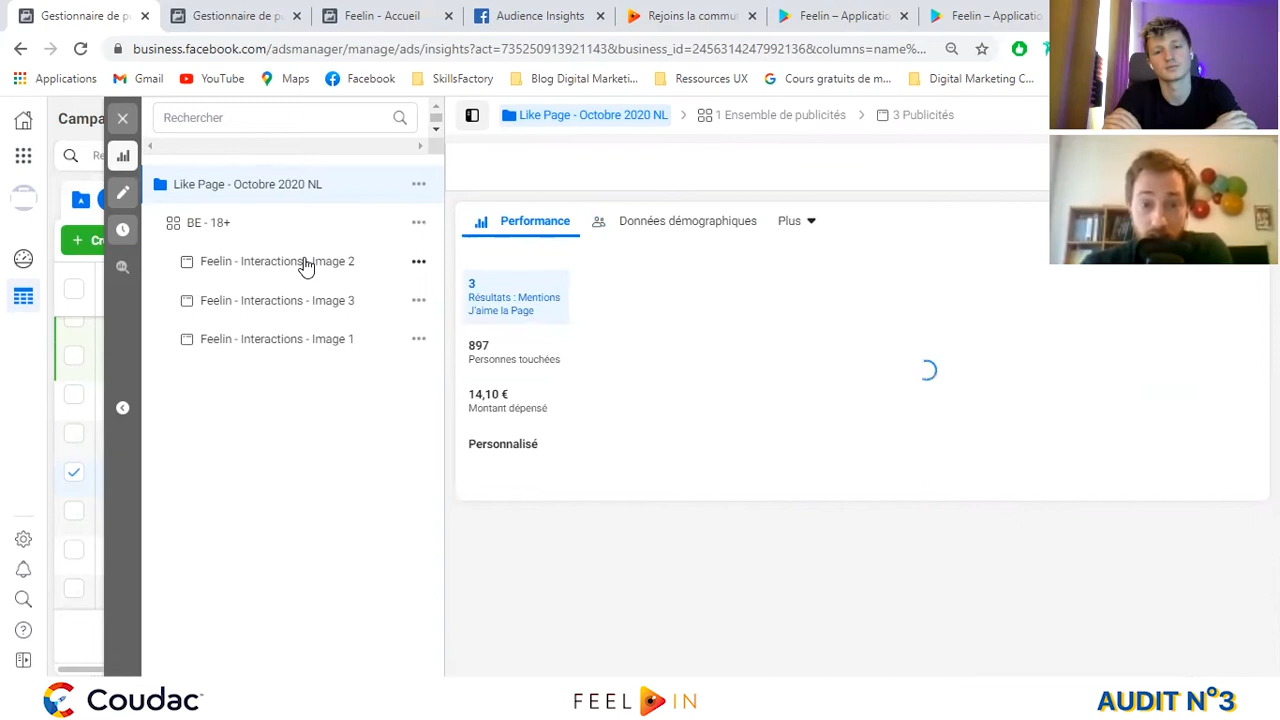 Gestionnaire de pu
Gestionnaire de pu
Feelin - Accueil
Audience Insights
Rejoins la commu
Feelin – Applicatio
Feelin – Applicatio
business.facebook.com/adsmanager/manage/ads/insights?act=735250913921143&business_id=2456314247992136&columns=name%...
Applications
Gmail
YouTube
Maps
Facebook
SkillsFactory
Blog Digital Marketi...
Ressources UX
Cours gratuits de m...
Digital Marketing C...
Campa
Rechercher
Like Page - Octobre 2020 NL
1 Ensemble de publicités
3 Publicités
Re
Like Page - Octobre 2020 NL
BE - 18+
Performance
Données démographiques
Plus
+ Cr
Feelin - Interactions - Image 2
Feelin - Interactions - Image 3
Feelin - Interactions - Image 1
3
Résultats : Mentions
J'aime la Page
897
Personnes touchées
14,10 €
Montant dépensé
Personnalisé
Coudac
FEEL IN
AUDIT N°3